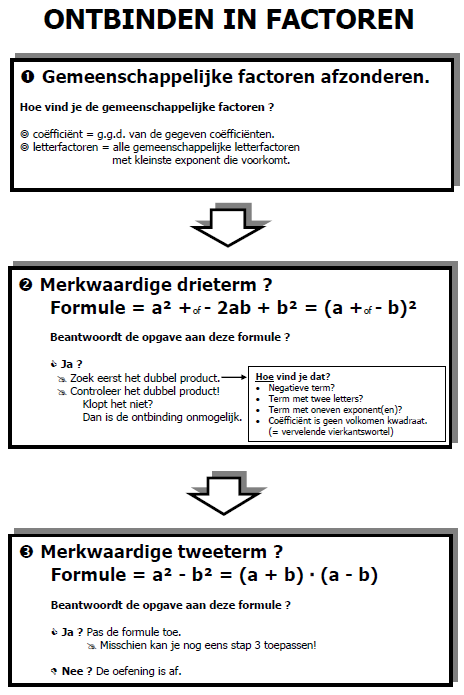 ONTBINDEN IN FACTOREN
❶ Gemeenschappelijke factoren afzonderen.
Hoe vind je de gemeenschappelijke factoren ?
◎ coëfficiënt = g.g.d. van de gegeven coëfficiënten.
◎ letterfactoren = alle gemeenschappelijke letterfactoren
met kleinste exponent die voorkomt.
❷ Merkwaardige drieterm ?
Formule = a² +of - 2ab + b² = (a +of - b)²
Beantwoordt de opgave aan deze formule ?
Ja ?
Zoek eerst het dubbel product.
Controleer het dubbel product!
Klopt het niet?
Dan is de ontbinding onmogelijk.
Hoe vind je dat?
• Negatieve term?
• Term met twee letters?
• Term met oneven exponent(en)?
• Coëfficiënt is geen volkomen kwadraat.
(= vervelende vierkantswortel)
❸ Merkwaardige tweeterm ?
Formule = a² - b² = (a + b) · (a - b)
Beantwoordt de opgave aan deze formule ?
Ja ? Pas de formule toe.
Misschien kan je nog eens stap 3 toepassen!
Nee ? De oefening is af.